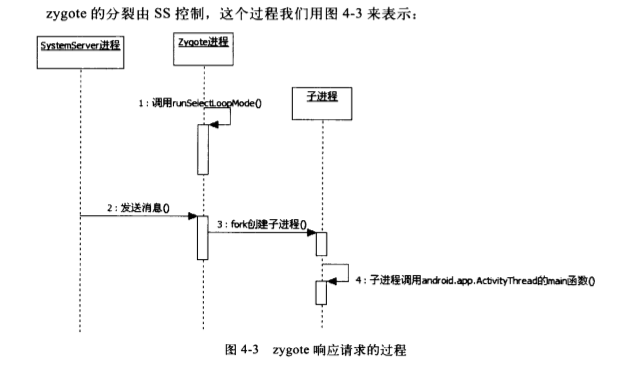 zygote 的分裂由 SS 控制，这个过程我们用图 4-3 来表示：
SystemServer进程
Zygote进程
子进程
1：调用runSelectLoopMode()
2：发送消息()
3：fork创建子进程()
4：子进程调用android.app.ActivityThread的main函数()
图 4-3 zygote 响应请求的过程